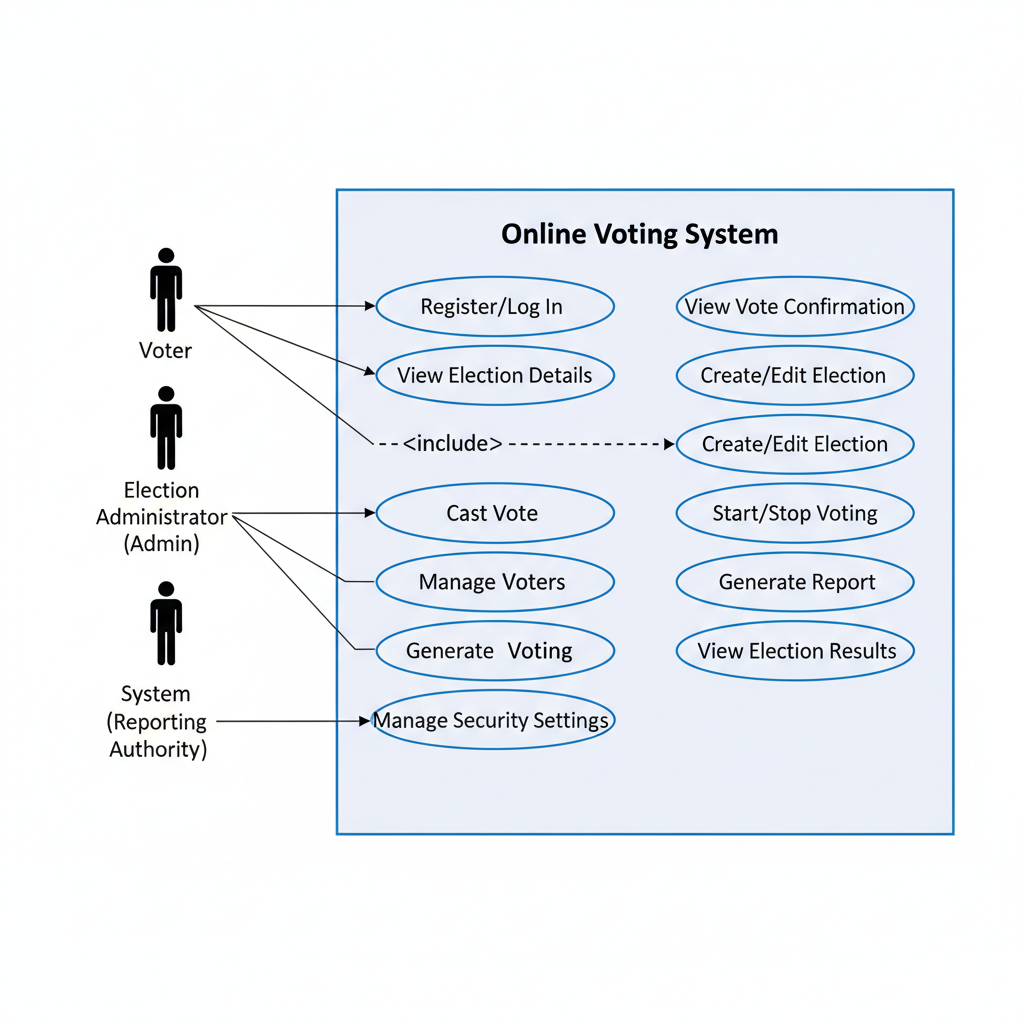 Online Voting System
Voter
Election
Administrator
(Admin)
System
(Reporting
Authority)
Register/Log In
View Election Details
<include>
Cast Vote
Manage Voters
Generate Voting
Manage Security Settings
View Vote Confirmation
Create/Edit Election
Create/Edit Election
Start/Stop Voting
Generate Report
View Election Results